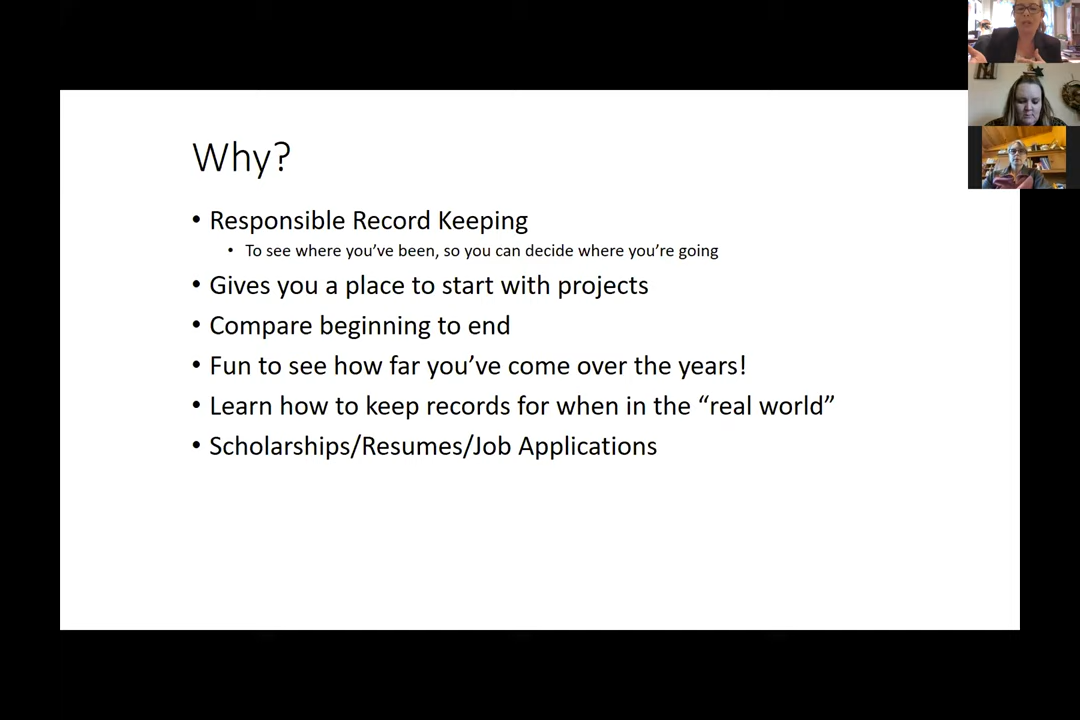 Why?
• Responsible Record Keeping
• To see where you’ve been, so you can decide where you’re going
• Gives you a place to start with projects
• Compare beginning to end
• Fun to see how far you’ve come over the years!
• Learn how to keep records for when in the “real world”
• Scholarships/Resumes/Job Applications